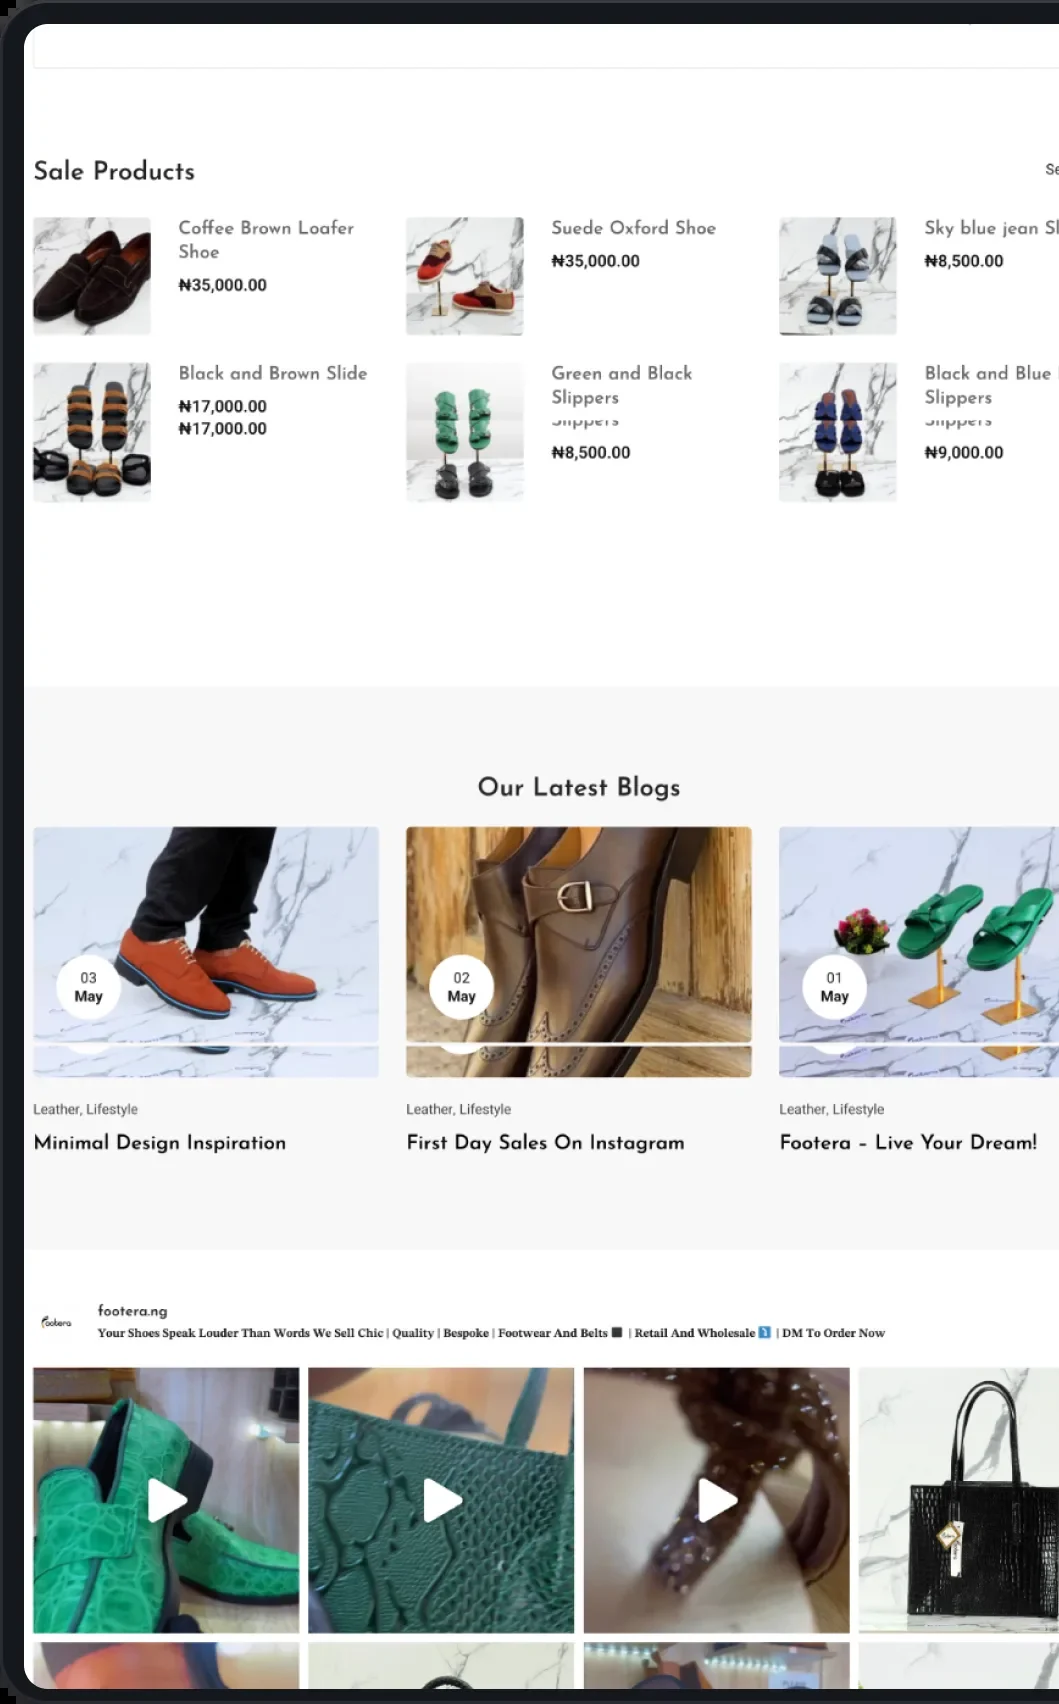 Sale Products
Se
Coffee Brown Loafer
Shoe
₦35,000.00
Suede Oxford Shoe
₦35,000.00
Sky blue jean Sl
₦8,500.00
Black and Brown Slide
₦17,000.00
₦17,000.00
Green and Black
Slippers
Slippers
₦8,500.00
Black and Blue
Slippers
Slippers
₦9,000.00
Our Latest Blogs
03
May
02
May
01
May
Leather, Lifestyle
Minimal Design Inspiration
Leather, Lifestyle
First Day Sales On Instagram
Leather, Lifestyle
Footera – Live Your Dream!
footera
footera.ng
Your Shoes Speak Louder Than Words We Sell Chic | Quality | Bespoke | Footwear And Belts ⬛ | Retail And Wholesale ⤵️ | DM To Order Now